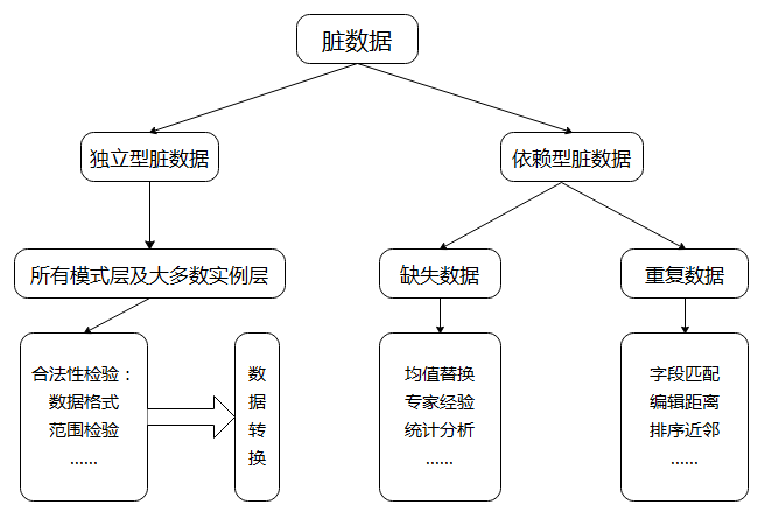 脏数据
独立型脏数据
依赖型脏数据
所有模式层及大多数实例层
缺失数据
重复数据
合法性检验：
数据格式
范围检验
......
数
据
转
换
均值替换
专家经验
统计分析
......
字段匹配
编辑距离
排序近邻
......